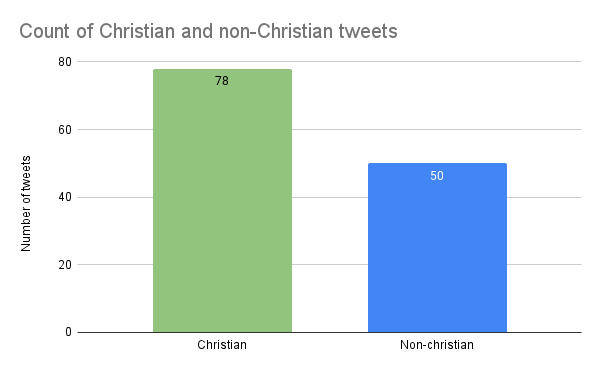 Count of Christian and non-Christian tweets
80
60
40
20
0
Number of tweets
78
50
Christian
Non-christian